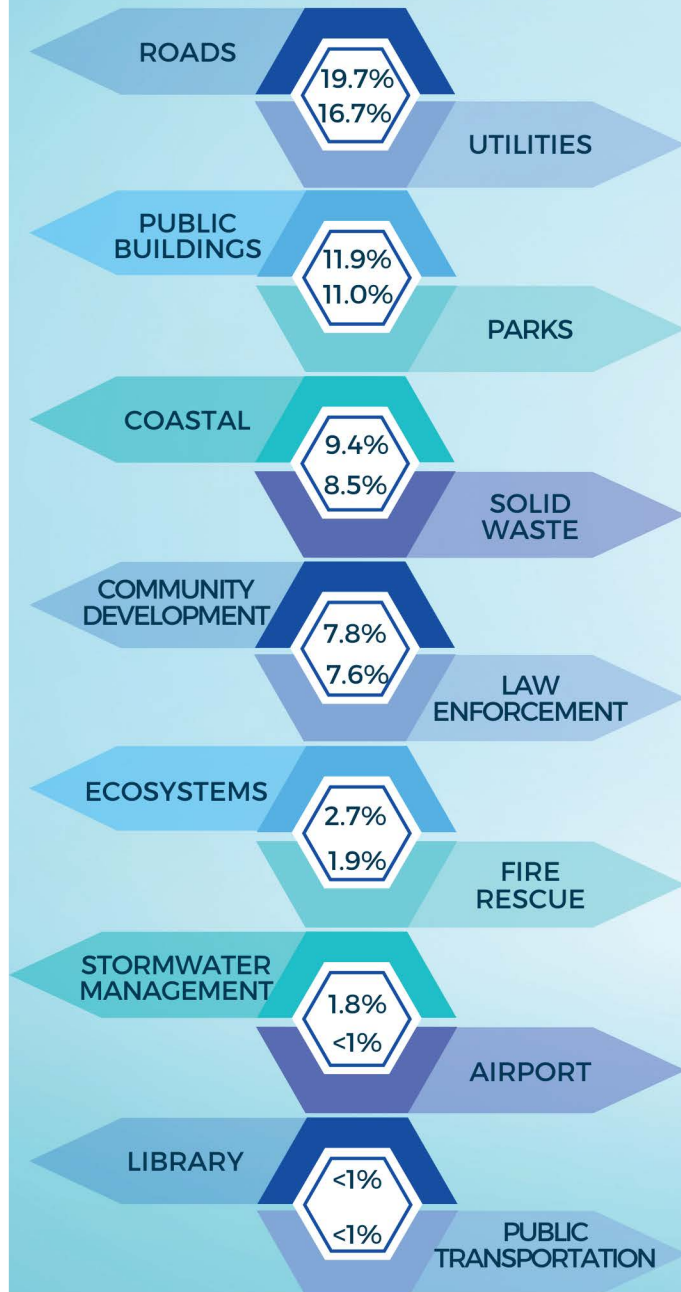 ROADS
19.7%
16.7%
UTILITIES
PUBLIC
BUILDINGS
11.9%
11.0%
PARKS
COASTAL
9.4%
8.5%
SOLID
WASTE
COMMUNITY
DEVELOPMENT
7.8%
7.6%
LAW
ENFORCEMENT
ECOSYSTEMS
2.7%
1.9%
FIRE
RESCUE
STORMWATER
MANAGEMENT
1.8%
<1%
AIRPORT
LIBRARY
<1%
<1%
PUBLIC
TRANSPORTATION